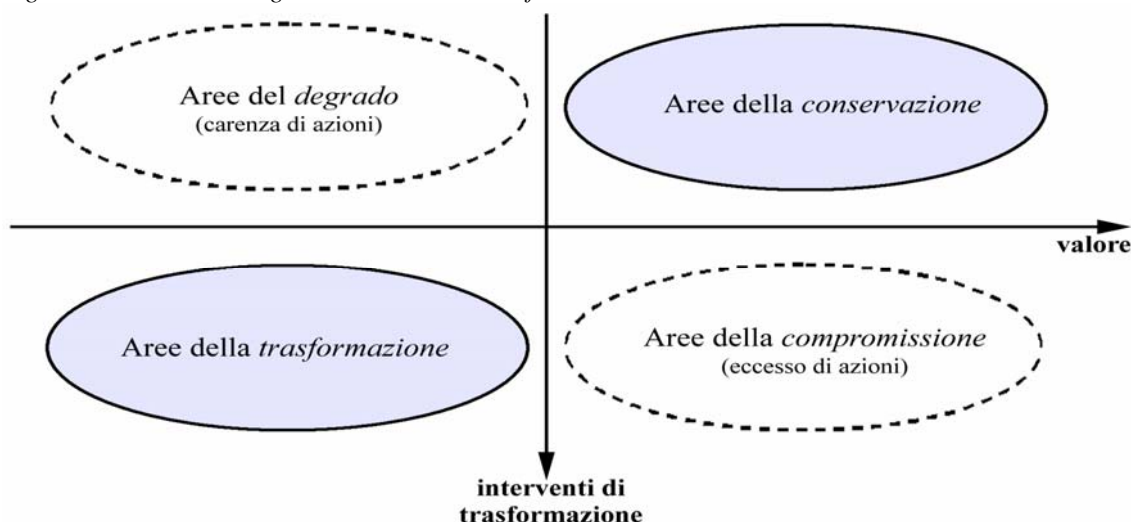 Aree del degrado
(carenza di azioni)
Aree della conservazione
valore
Aree della trasformazione
Aree della compromissione
(eccesso di azioni)
interventi di
trasformazione